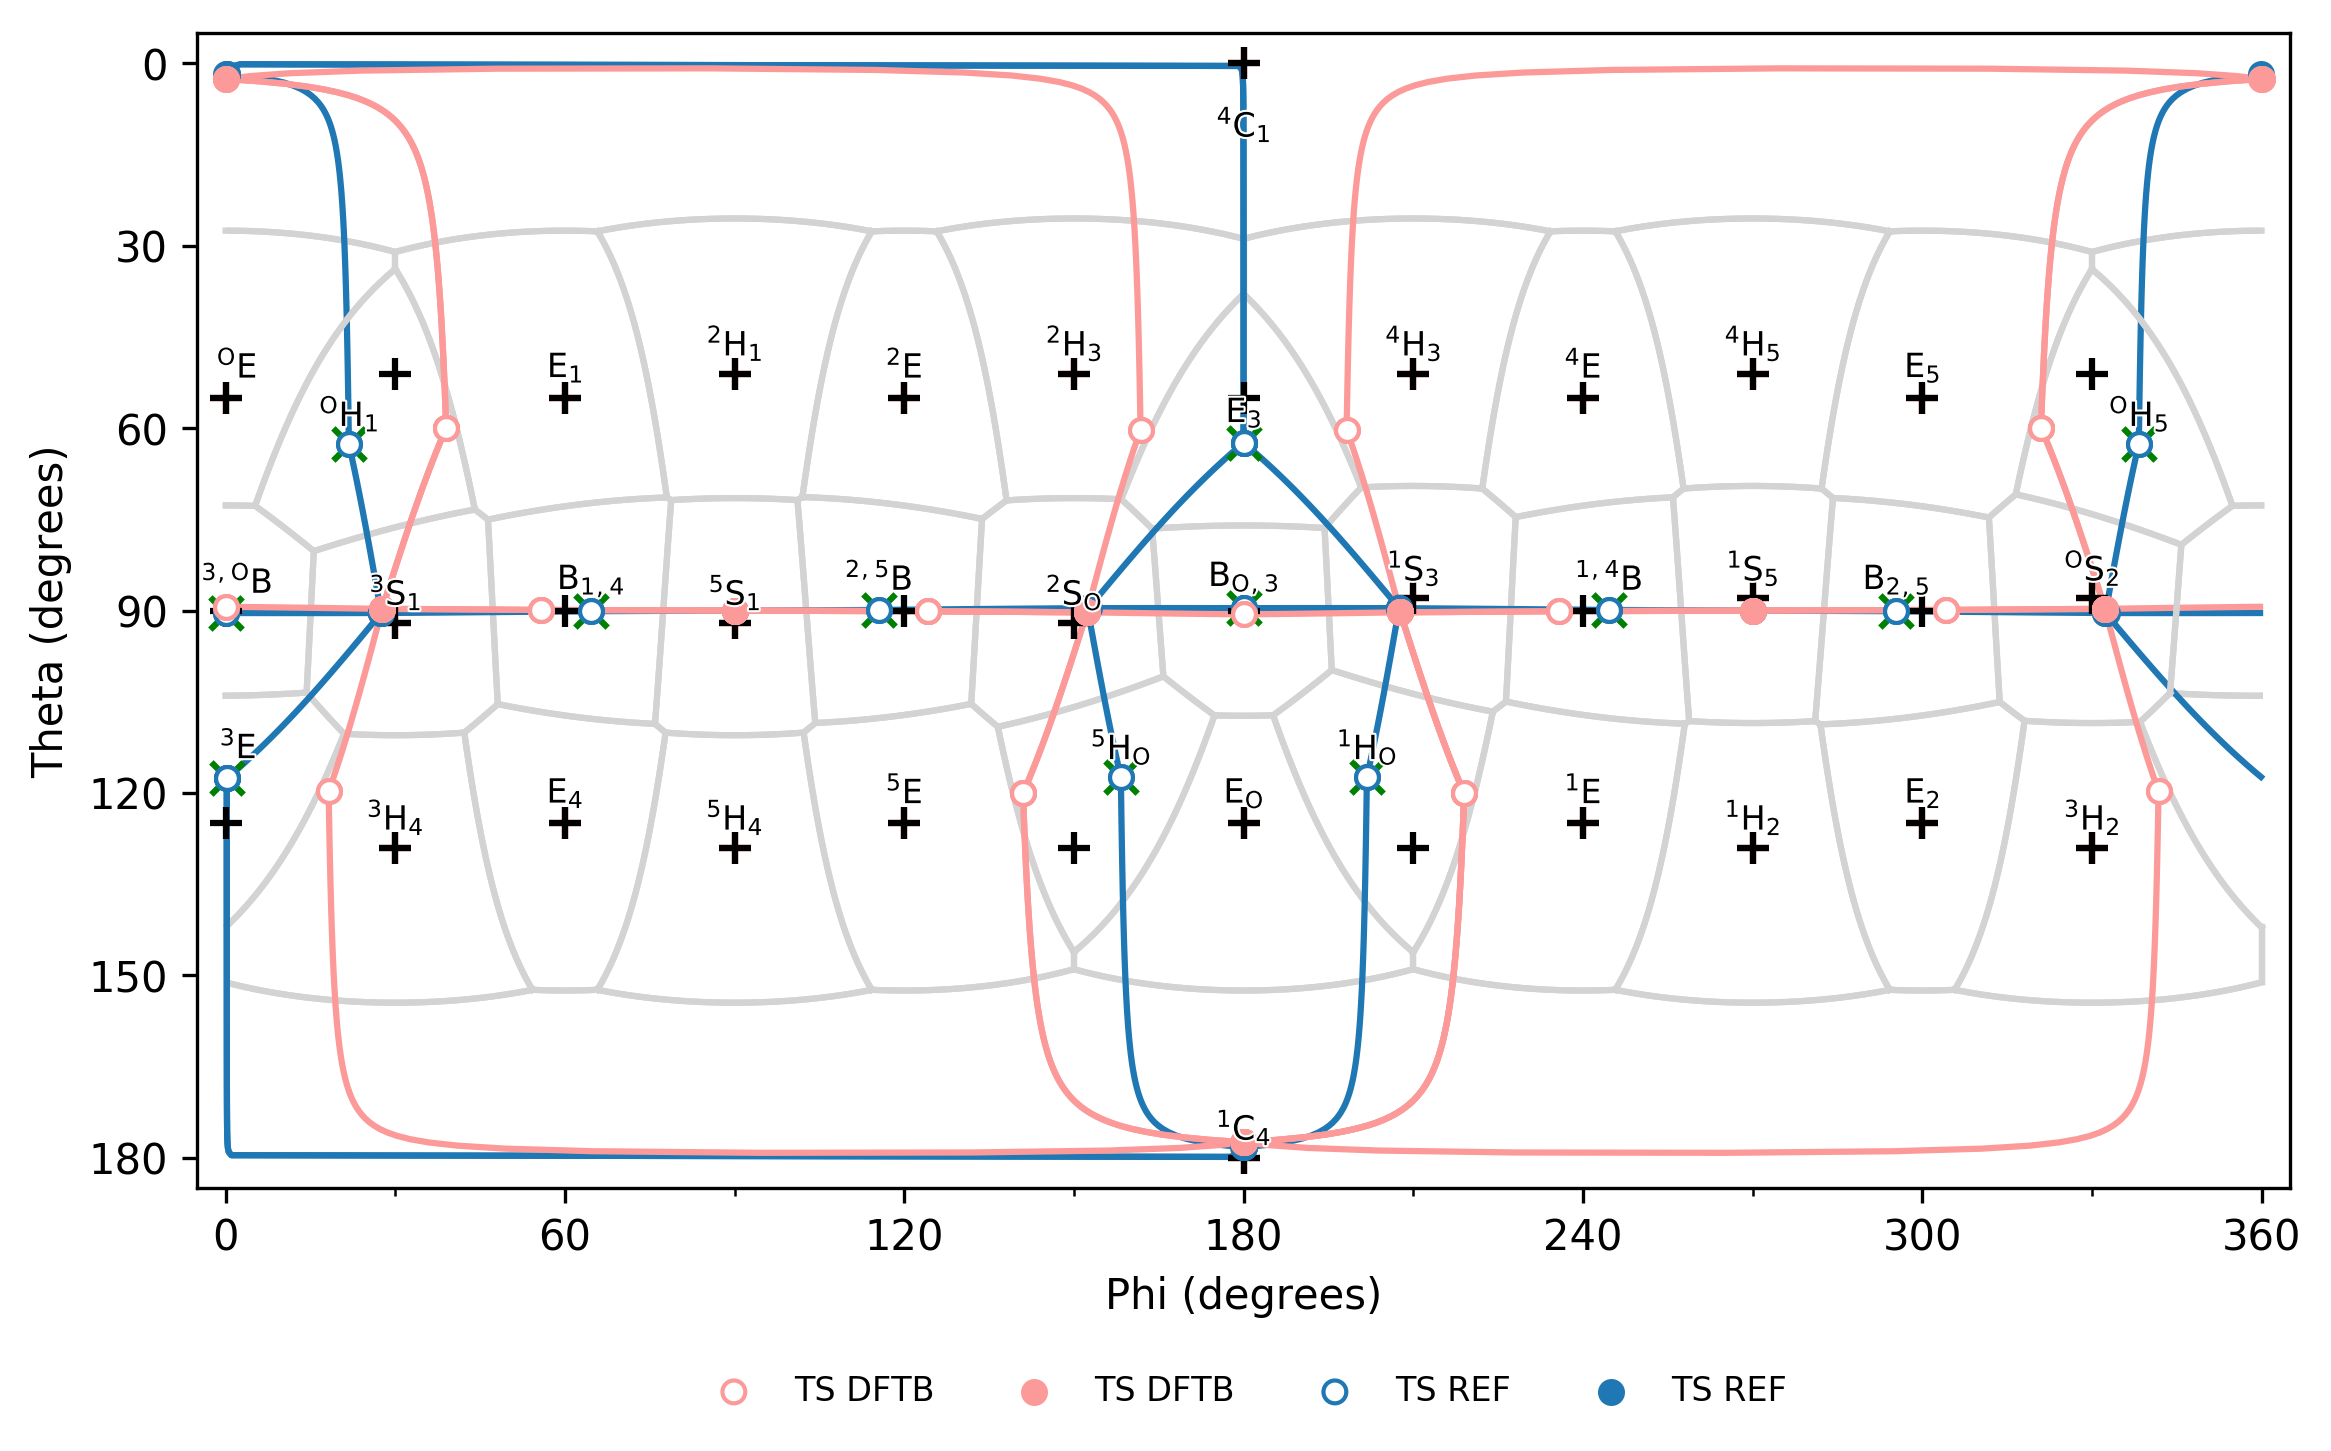 0
⁴C₁
30
ᴼE E₁ ²H₁ ²E ²H₃ E₃ ⁴H₃ ⁴E ⁴H₅ E₅
ᴼH₁ ᴼH₅
60
³,ᴼB ³S₁ B₁,₄ ⁵S₁ ²,⁵B ²Sₒ Bₒ,₃ ¹S₃ ¹,⁴B ¹S₅ B₂,₅ ᴼS₂
90
³E ⁵Hₒ ¹Hₒ
120
³H₄ E₄ ⁵H₄ ⁵E Eₒ ¹E ¹H₂ E₂ ³H₂
150
¹C₄
180
Theta (degrees)
0 60 120 180 240 300 360
Phi (degrees)
TS DFTB TS DFTB TS REF TS REF